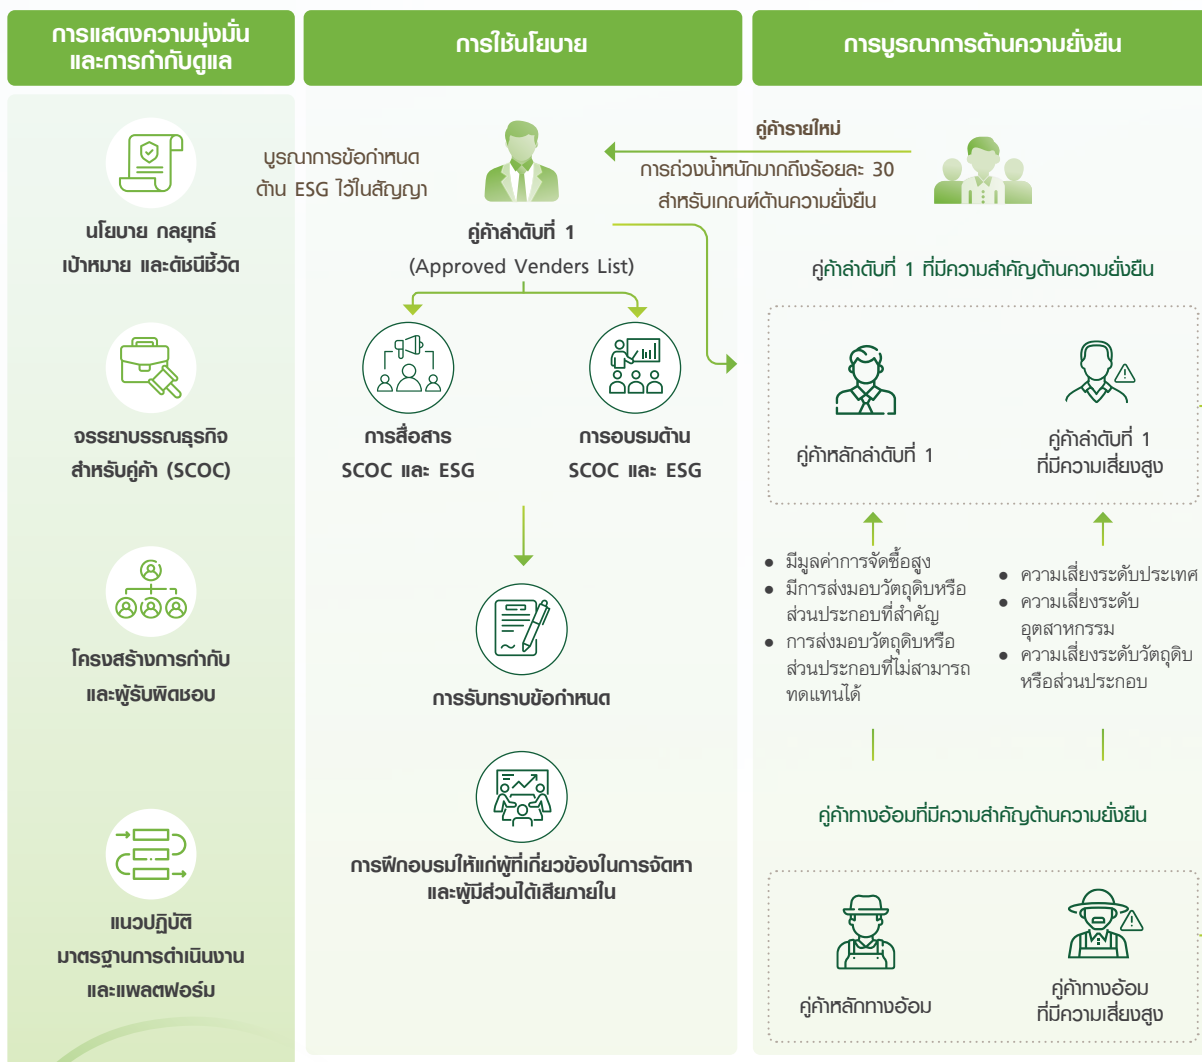 การแสดงความมุ่งมั่น
และการกำกับดูแล
นโยบาย กลยุทธ์
เป้าหมาย และดัชนีชี้วัด
จรรยาบรรณธุรกิจ
สำหรับคู่ค้า (SCOC)
โครงสร้างการกำกับ
และผู้รับผิดชอบ
แนวปฏิบัติ
มาตรฐานการดำเนินงาน
และแพลตฟอร์ม
การใช้นโยบาย
บูรณาการข้อกำหนด
ด้าน ESG ไว้ในสัญญา
คู่ค้าลำดับที่ 1
(Approved Venders List)
การสื่อสาร
SCOC และ ESG
การอบรมด้าน
SCOC และ ESG
การรับทราบข้อกำหนด
การฝึกอบรมให้แก่ผู้ที่เกี่ยวข้องในการจัดหา
และผู้มีส่วนได้เสียภายใน
การบูรณาการด้านความยั่งยืน
คู่ค้ารายใหม่
การถ่วงน้ำหนักมากถึงร้อยละ 30
สำหรับเกณฑ์ด้านความยั่งยืน
คู่ค้าลำดับที่ 1 ที่มีความสำคัญด้านความยั่งยืน
คู่ค้าหลักลำดับที่ 1
คู่ค้าลำดับที่ 1
ที่มีความเสี่ยงสูง
• มีมูลค่าการจัดซื้อสูง
• มีการส่งมอบวัตถุดิบหรือ
ส่วนประกอบที่สำคัญ
• การส่งมอบวัตถุดิบหรือ
ส่วนประกอบที่ไม่สามารถ
ทดแทนได้
• ความเสี่ยงระดับประเทศ
• ความเสี่ยงระดับ
อุตสาหกรรม
• ความเสี่ยงระดับวัตถุดิบ
หรือส่วนประกอบ
คู่ค้าทางอ้อมที่มีความสำคัญด้านความยั่งยืน
คู่ค้าหลักทางอ้อม
คู่ค้าทางอ้อม
ที่มีความเสี่ยงสูง